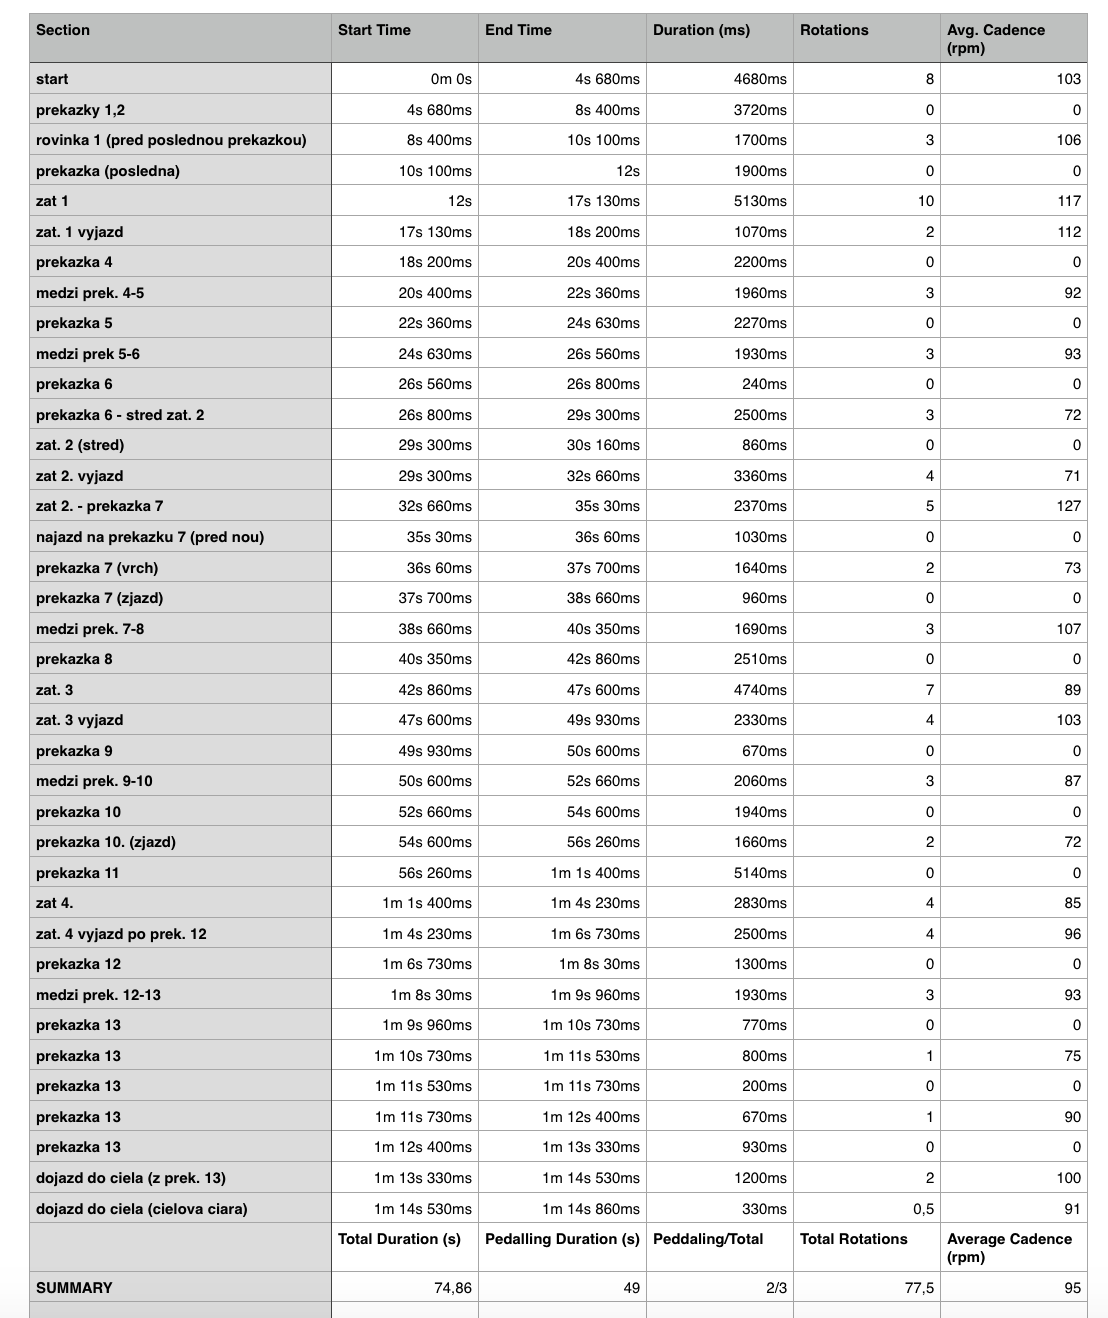 Section Start Time End Time Duration (ms) Rotations Avg. Cadence (rpm)
start 0m 0s 4s 680ms 4680ms 8 103
prekazky 1,2 4s 680ms 8s 400ms 3720ms 0 0
rovinka 1 (pred poslednou prekazkou) 8s 400ms 10s 100ms 1700ms 3 106
prekazka (posledna) 10s 100ms 12s 1900ms 0 0
zat 1 12s 17s 130ms 5130ms 10 117
zat. 1 vyjazd 17s 130ms 18s 200ms 1070ms 2 112
prekazka 4 18s 200ms 20s 400ms 2200ms 0 0
medzi prek. 4-5 20s 400ms 22s 360ms 1960ms 3 92
prekazka 5 22s 360ms 24s 630ms 2270ms 0 0
medzi prek 5-6 24s 630ms 26s 560ms 1930ms 3 93
prekazka 6 26s 560ms 26s 800ms 240ms 0 0
prekazka 6 - stred zat. 2 26s 800ms 29s 300ms 2500ms 3 72
zat. 2 (stred) 29s 300ms 30s 160ms 860ms 0 0
zat 2. vyjazd 29s 300ms 32s 660ms 3360ms 4 71
zat 2. - prekazka 7 32s 660ms 35s 30ms 2370ms 5 127
najazd na prekazku 7 (pred nou) 35s 30ms 36s 60ms 1030ms 0 0
prekazka 7 (vrch) 36s 60ms 37s 700ms 1640ms 2 73
prekazka 7 (zjazd) 37s 700ms 38s 660ms 960ms 0 0
medzi prek. 7-8 38s 660ms 40s 350ms 1690ms 3 107
prekazka 8 40s 350ms 42s 860ms 2510ms 0 0
zat. 3 42s 860ms 47s 600ms 4740ms 7 89
zat. 3 vyjazd 47s 600ms 49s 930ms 2330ms 4 103
prekazka 9 49s 930ms 50s 600ms 670ms 0 0
medzi prek. 9-10 50s 600ms 52s 660ms 2060ms 3 87
prekazka 10 52s 660ms 54s 600ms 1940ms 0 0
prekazka 10. (zjazd) 54s 600ms 56s 260ms 1660ms 2 72
prekazka 11 56s 260ms 1m 1s 400ms 5140ms 0 0
zat 4. 1m 1s 400ms 1m 4s 230ms 2830ms 4 85
zat. 4 vyjazd po prek. 12 1m 4s 230ms 1m 6s 730ms 2500ms 4 96
prekazka 12 1m 6s 730ms 1m 8s 30ms 1300ms 0 0
medzi prek. 12-13 1m 8s 30ms 1m 9s 960ms 1930ms 3 93
prekazka 13 1m 9s 960ms 1m 10s 730ms 770ms 0 0
prekazka 13 1m 10s 730ms 1m 11s 530ms 800ms 1 75
prekazka 13 1m 11s 530ms 1m 11s 730ms 200ms 0 0
prekazka 13 1m 11s 730ms 1m 12s 400ms 670ms 1 90
prekazka 13 1m 12s 400ms 1m 13s 330ms 930ms 0 0
dojazd do ciela (z prek. 13) 1m 13s 330ms 1m 14s 530ms 1200ms 2 100
dojazd do ciela (cielova ciara) 1m 14s 530ms 1m 14s 860ms 330ms 0,5 91
Total Duration (s) Pedalling Duration (s) Peddaling/Total Total Rotations Average Cadence (rpm)
SUMMARY 74,86 49 2/3 77,5 95